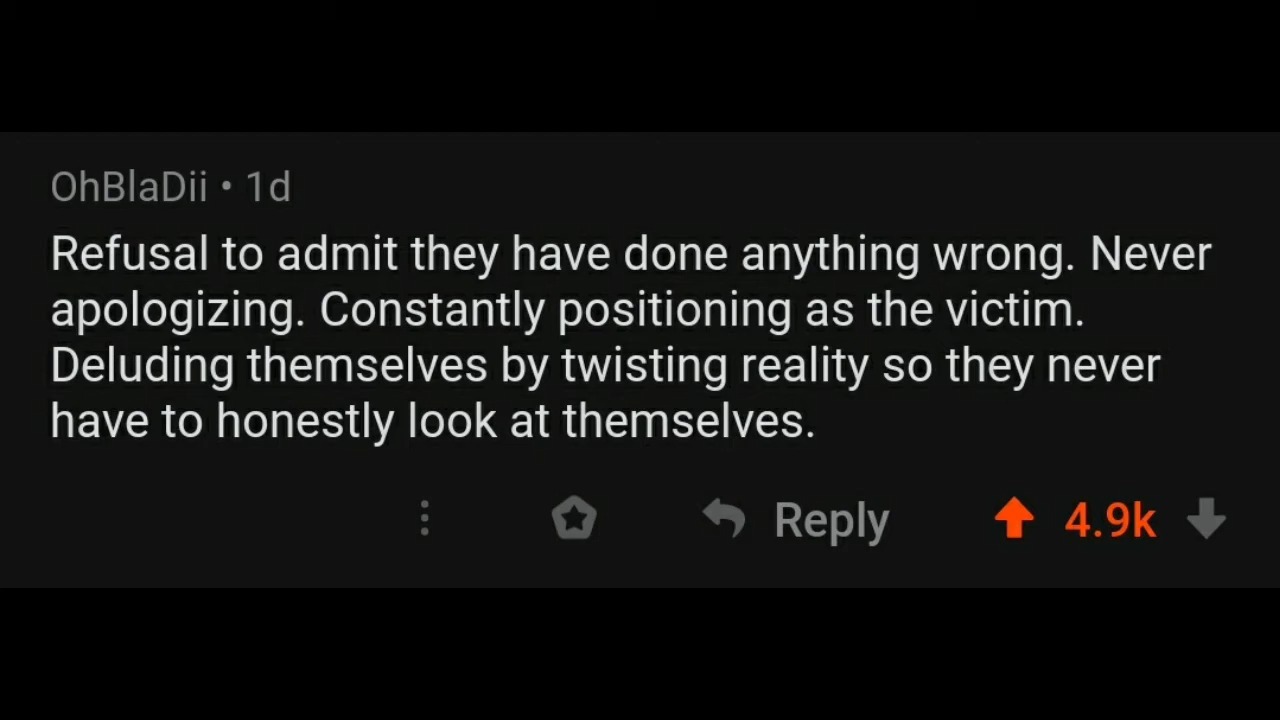 OhBlaDii • 1d
Refusal to admit they have done anything wrong. Never
apologizing. Constantly positioning as the victim.
Deluding themselves by twisting reality so they never
have to honestly look at themselves.
Reply 4.9k